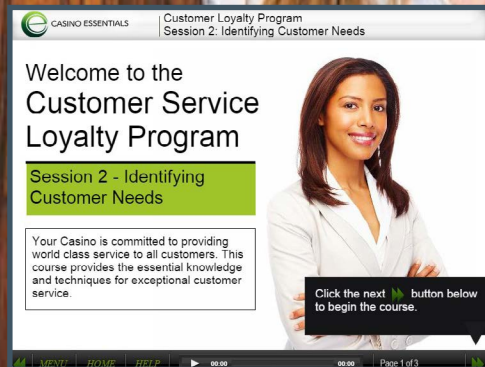 CASINO ESSENTIALS
Customer Loyalty Program
Session 2: Identifying Customer Needs
Welcome to the
Customer Service
Loyalty Program
Session 2 - Identifying
Customer Needs
Your Casino is committed to providing
world class service to all customers. This
course provides the essential knowledge
and techniques for exceptional customer
service.
Click the next button below
to begin the course.
MENU HOME HELP 00:00 00:00 Page 1 of 3